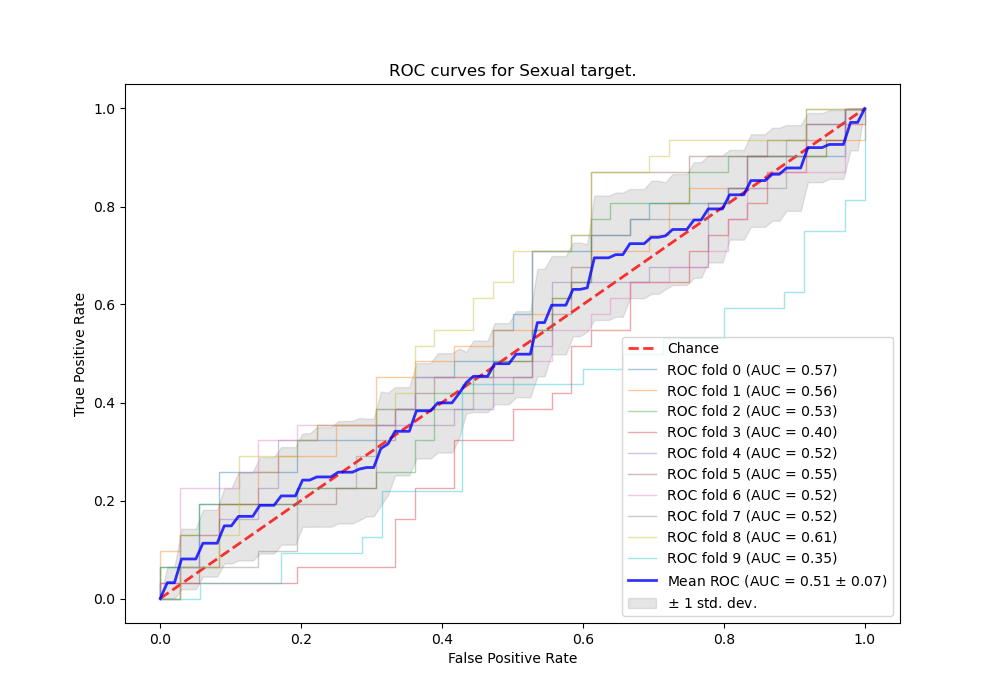 ROC curves for Sexual target.
True Positive Rate
1.0
0.8
0.6
0.4
0.2
0.0
Chance
ROC fold 0 (AUC = 0.57)
ROC fold 1 (AUC = 0.56)
ROC fold 2 (AUC = 0.53)
ROC fold 3 (AUC = 0.40)
ROC fold 4 (AUC = 0.52)
ROC fold 5 (AUC = 0.55)
ROC fold 6 (AUC = 0.52)
ROC fold 7 (AUC = 0.52)
ROC fold 8 (AUC = 0.61)
ROC fold 9 (AUC = 0.35)
Mean ROC (AUC = 0.51 ± 0.07)
± 1 std. dev.
0.0 0.2 0.4 0.6 0.8 1.0
False Positive Rate